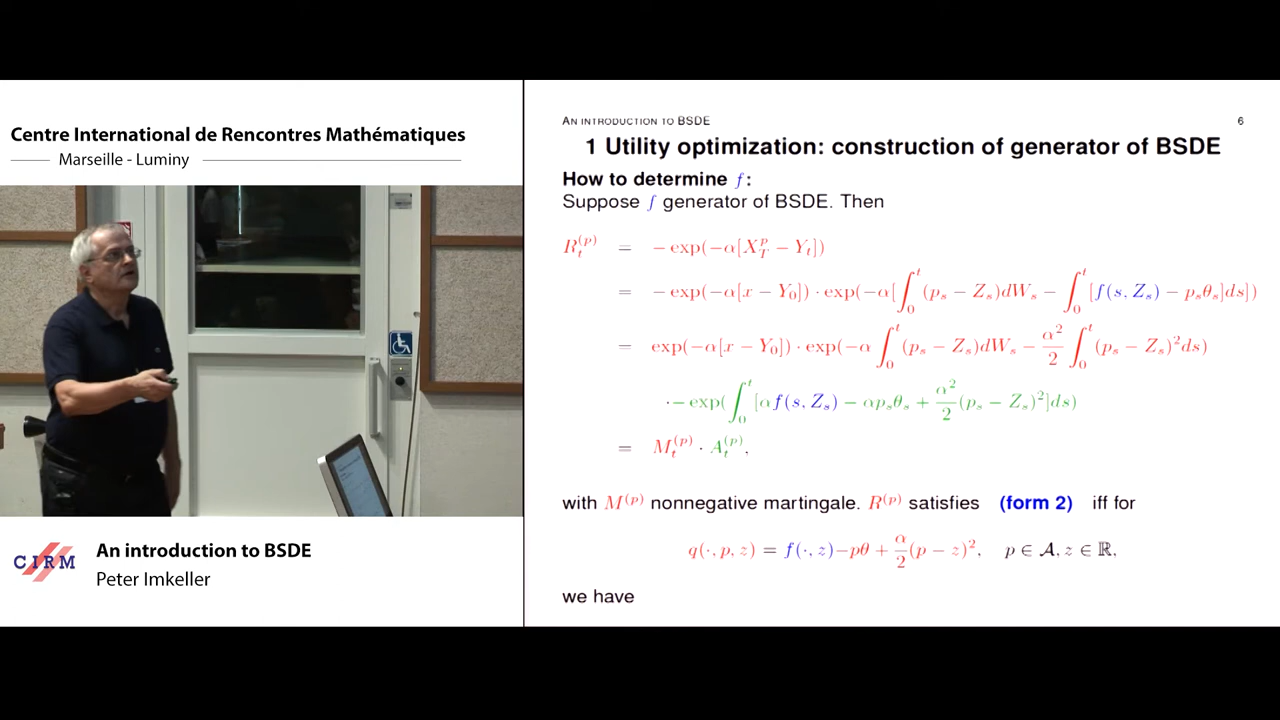 Centre International de Rencontres Mathématiques
Marseille - Luminy
CIRM
An introduction to BSDE
Peter Imkeller
AN INTRODUCTION TO BSDE 6
1 Utility optimization: construction of generator of BSDE
How to determine f:
Suppose f generator of BSDE. Then
R_t^{(p)} = − exp(−α[X_T^p − Y_t])
= − exp(−α[x − Y_0]) · exp(−α[∫_0^t (p_s − Z_s)dW_s − ∫_0^t [f(s, Z_s) − p_sθ_s]ds])
= exp(−α[x − Y_0]) · exp(−α ∫_0^t (p_s − Z_s)dW_s − α²/2 ∫_0^t (p_s − Z_s)²ds)
· − exp(∫_0^t [αf(s, Z_s) − αp_sθ_s + α²/2 (p_s − Z_s)²]ds)
= M_t^{(p)} · A_t^{(p)},
with M^{(p)} nonnegative martingale. R^{(p)} satisfies (form 2) iff for
q(·, p, z) = f(·, z) − pθ + α/2 (p − z)², p ∈ 𝒜, z ∈ ℝ,
we have